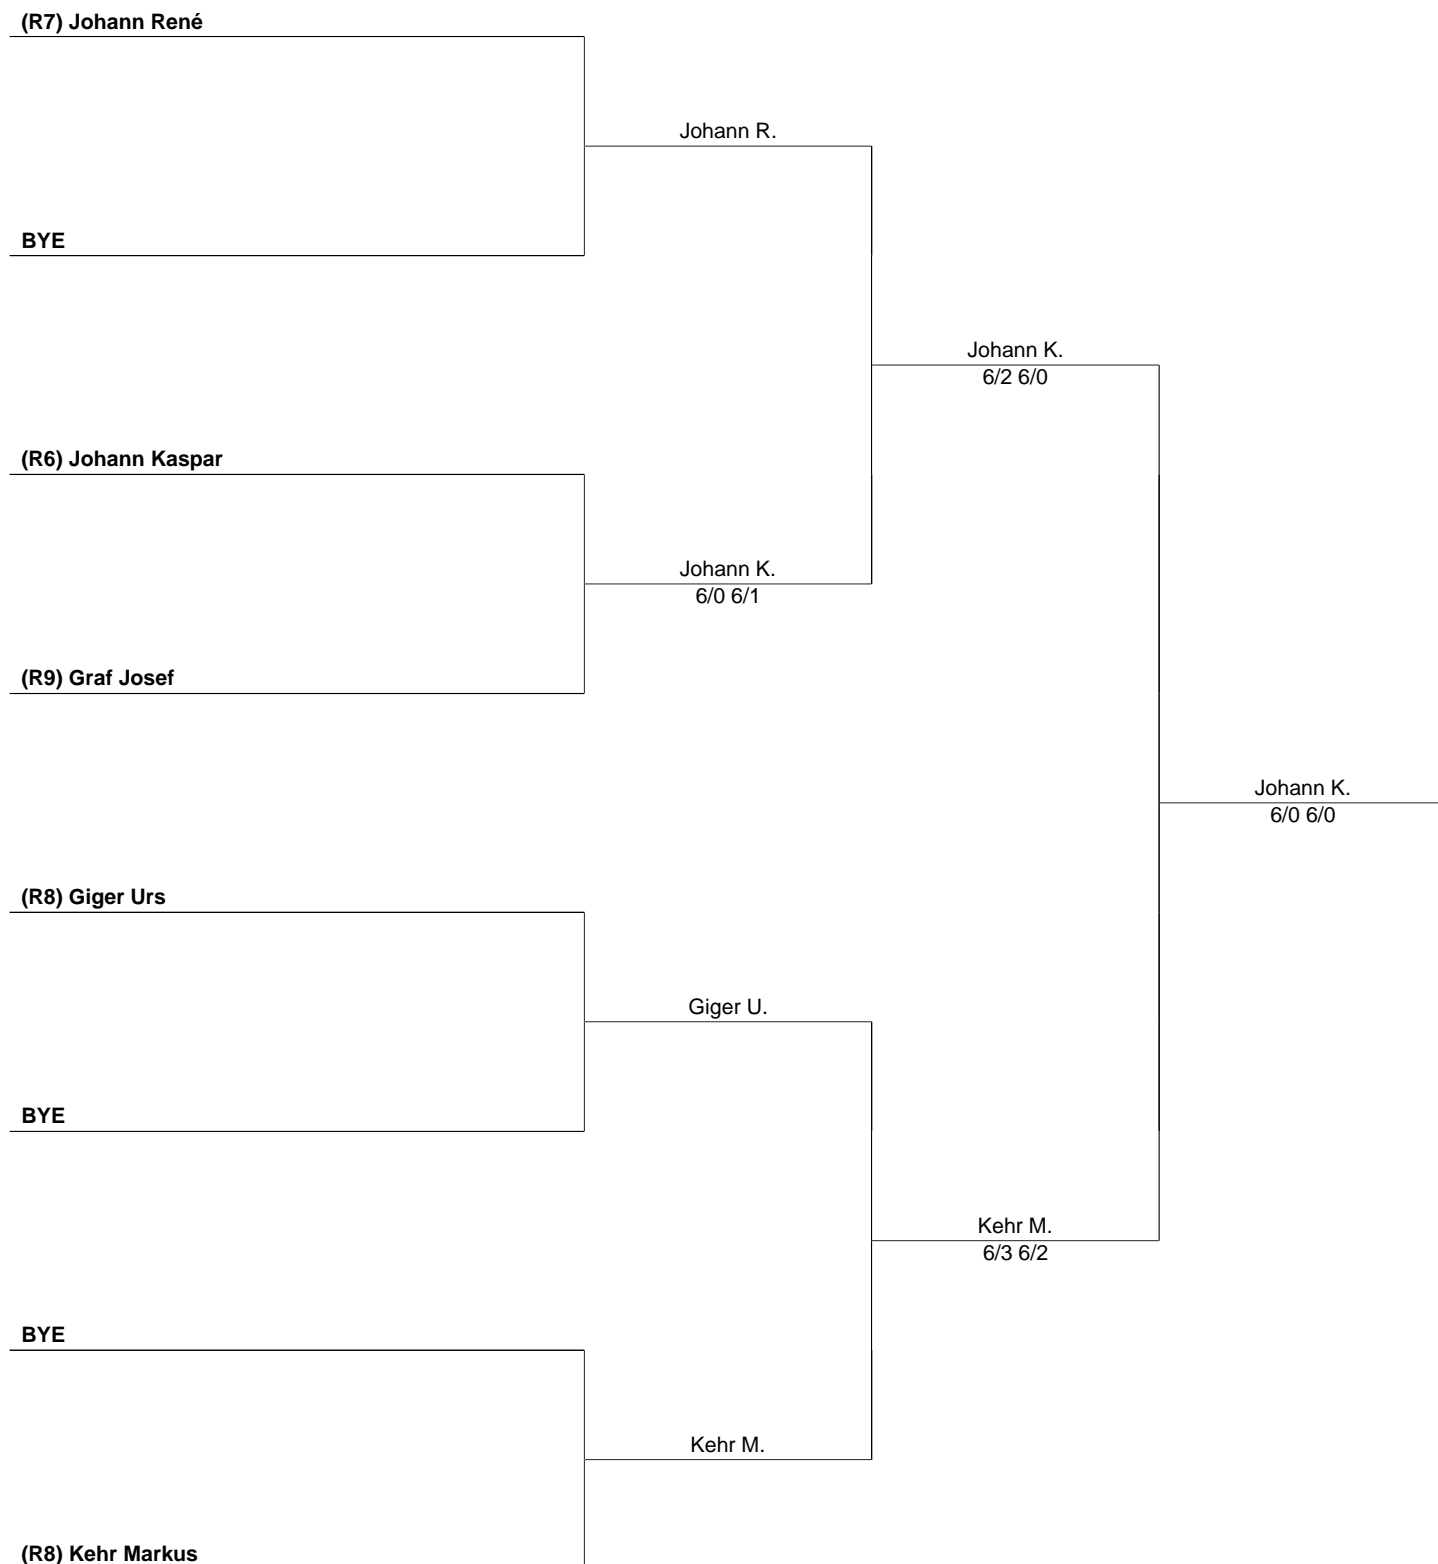 (R7) Johann René
Johann R.
BYE
Johann K.
6/2 6/0
(R6) Johann Kaspar
Johann K.
6/0 6/1
(R9) Graf Josef
Johann K.
6/0 6/0
(R8) Giger Urs
Giger U.
BYE
Kehr M.
6/3 6/2
BYE
Kehr M.
(R8) Kehr Markus